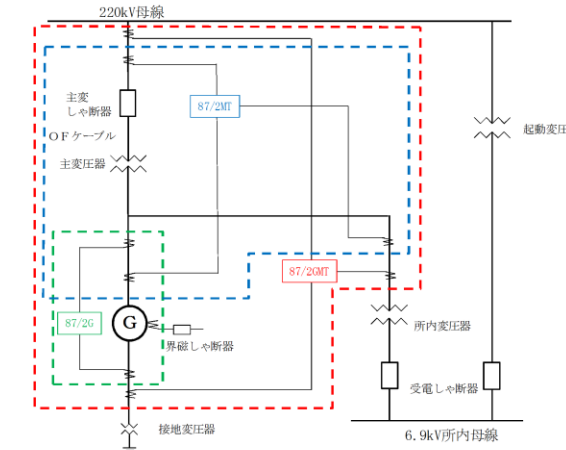 220kV母線
主変
しゃ断器
87/2MT
起動変圧
OFケーブル
主変圧器
87/2GMT
87/2G
G
界磁しゃ断器
所内変圧器
受電しゃ断器
接地変圧器
6.9kV所内母線